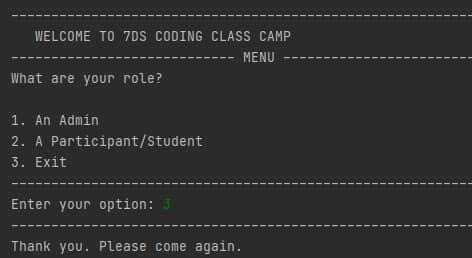 ----------------------------------------------------------
WELCOME TO 7DS CODING CLASS CAMP
---------------------------- MENU ------------------------
What are your role?
1. An Admin
2. A Participant/Student
3. Exit
----------------------------------------------------------
Enter your option: 3
----------------------------------------------------------
Thank you. Please come again.